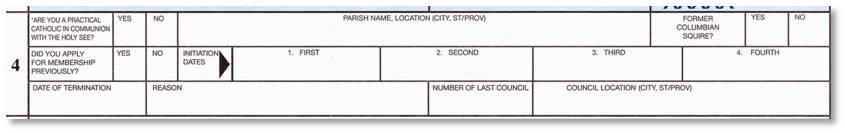 *ARE YOU A PRACTICAL CATHOLIC IN COMMUNION WITH THE HOLY SEE? YES NO PARISH NAME, LOCATION (CITY, ST/PROV) FORMER COLUMBIAN SQUIRE? YES NO
4 DID YOU APPLY FOR MEMBERSHIP PREVIOUSLY? YES NO INITIATION DATES 1. FIRST 2. SECOND 3. THIRD 4. FOURTH
DATE OF TERMINATION REASON NUMBER OF LAST COUNCIL COUNCIL LOCATION (CITY, ST/PROV)